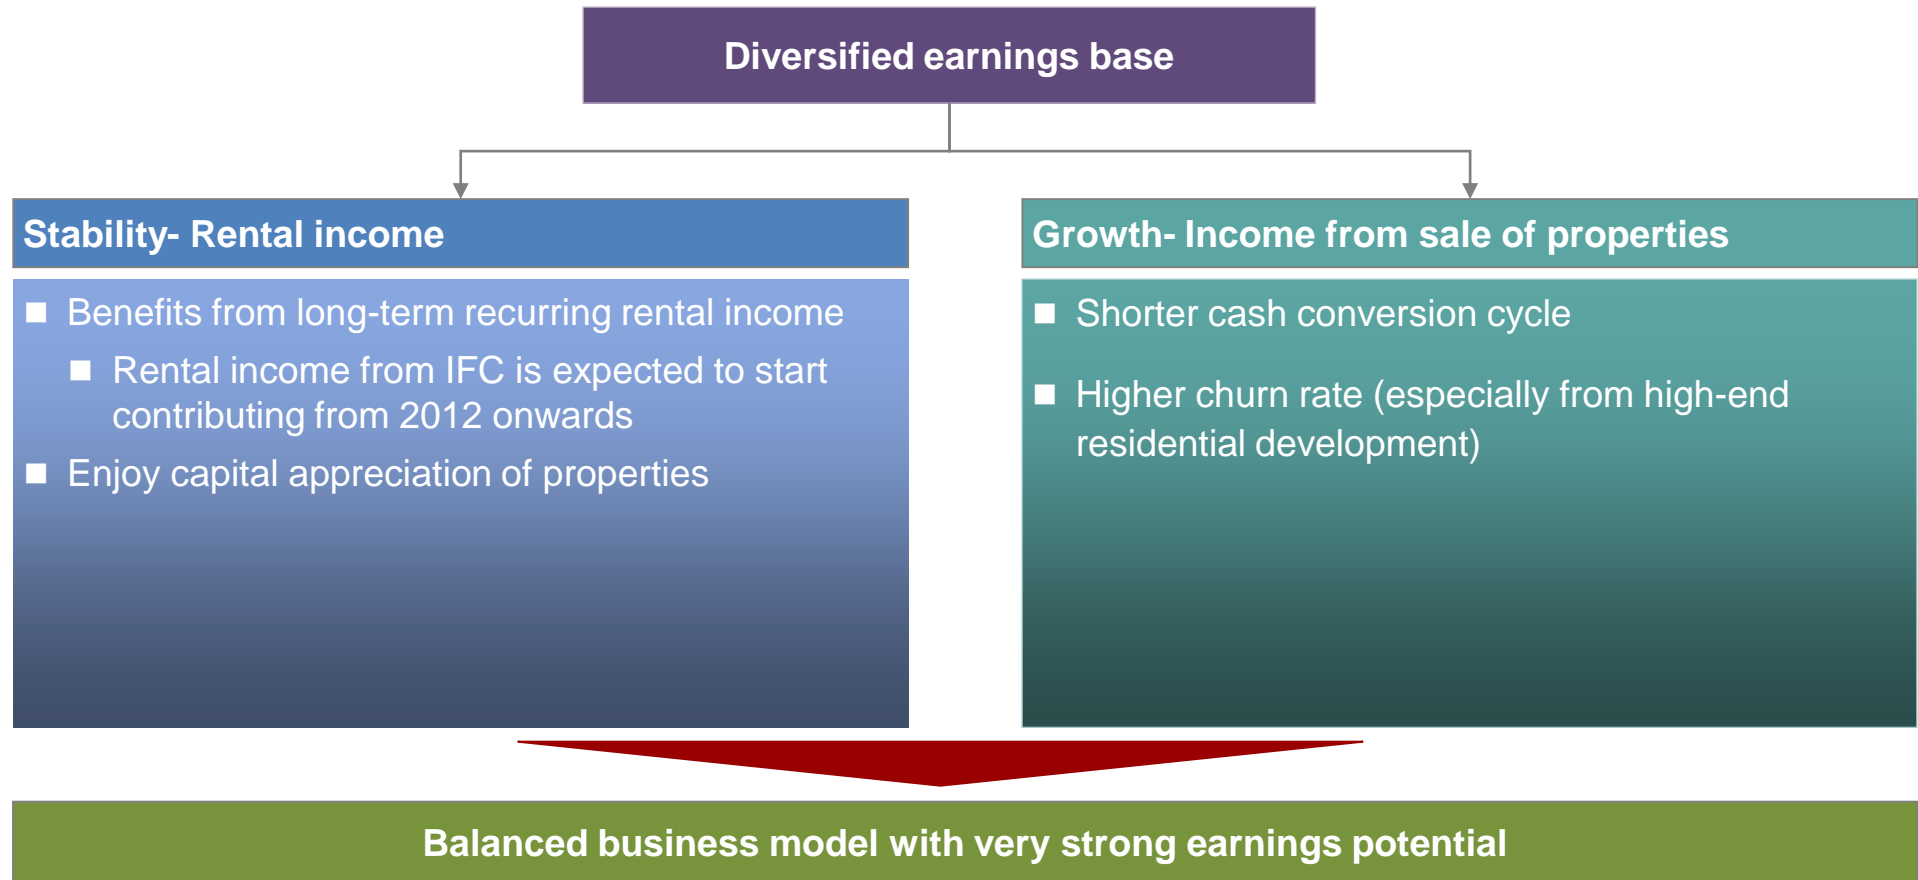 Diversified earnings base
Stability- Rental income
Benefits from long-term recurring rental income
Rental income from IFC is expected to start
contributing from 2012 onwards
Enjoy capital appreciation of properties
Growth- Income from sale of properties
Shorter cash conversion cycle
Higher churn rate (especially from high-end
residential development)
Balanced business model with very strong earnings potential